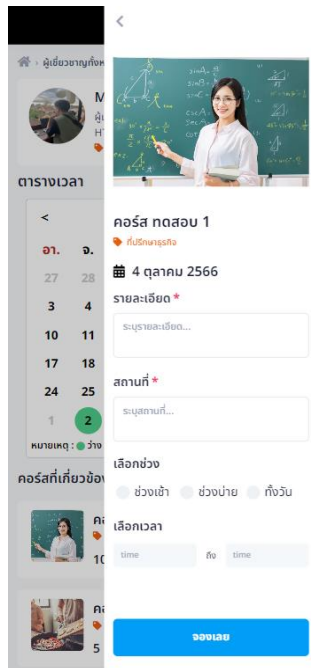 ผู้เชี่ยวชาญทั้งห
M
ผู้เ
ตารางเวลา
<
อา. จ.
27 28
3 4
10 11
17 18
24 25
1 2
หมายเหตุ : ว่าง
คอร์สที่เกี่ยวข้อง
10
5
คอร์ส ทดสอบ 1
ที่ปรึกษาธุรกิจ
4 ตุลาคม 2566
รายละเอียด *
ระบุรายละเอียด...
สถานที่ *
ระบุสถานที่...
เลือกช่วง
ช่วงเช้า ช่วงบ่าย ทั้งวัน
เลือกเวลา
time ถึง time
จองเลย